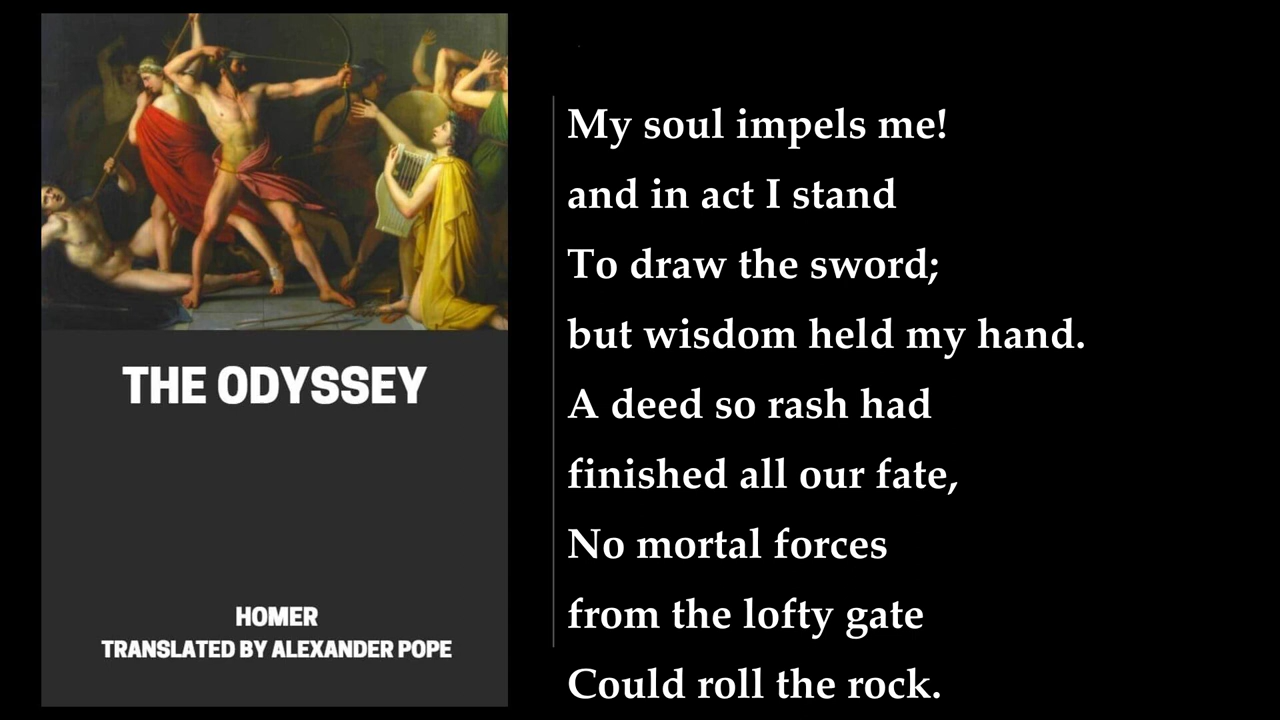 THE ODYSSEY
HOMER
TRANSLATED BY ALEXANDER POPE
My soul impels me!
and in act I stand
To draw the sword;
but wisdom held my hand.
A deed so rash had
finished all our fate,
No mortal forces
from the lofty gate
Could roll the rock.